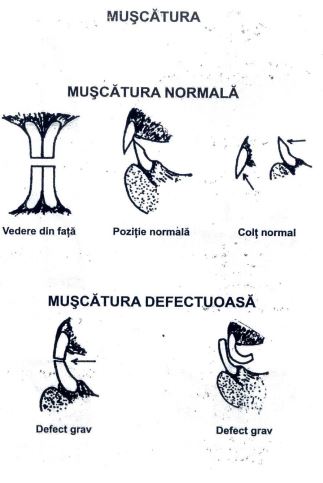 MUŞCĂTURA
MUŞCĂTURA NORMALĂ
Vedere din faţă
Poziţie normală
Colţ normal
MUŞCĂTURA DEFECTUOASĂ
Defect grav
Defect grav